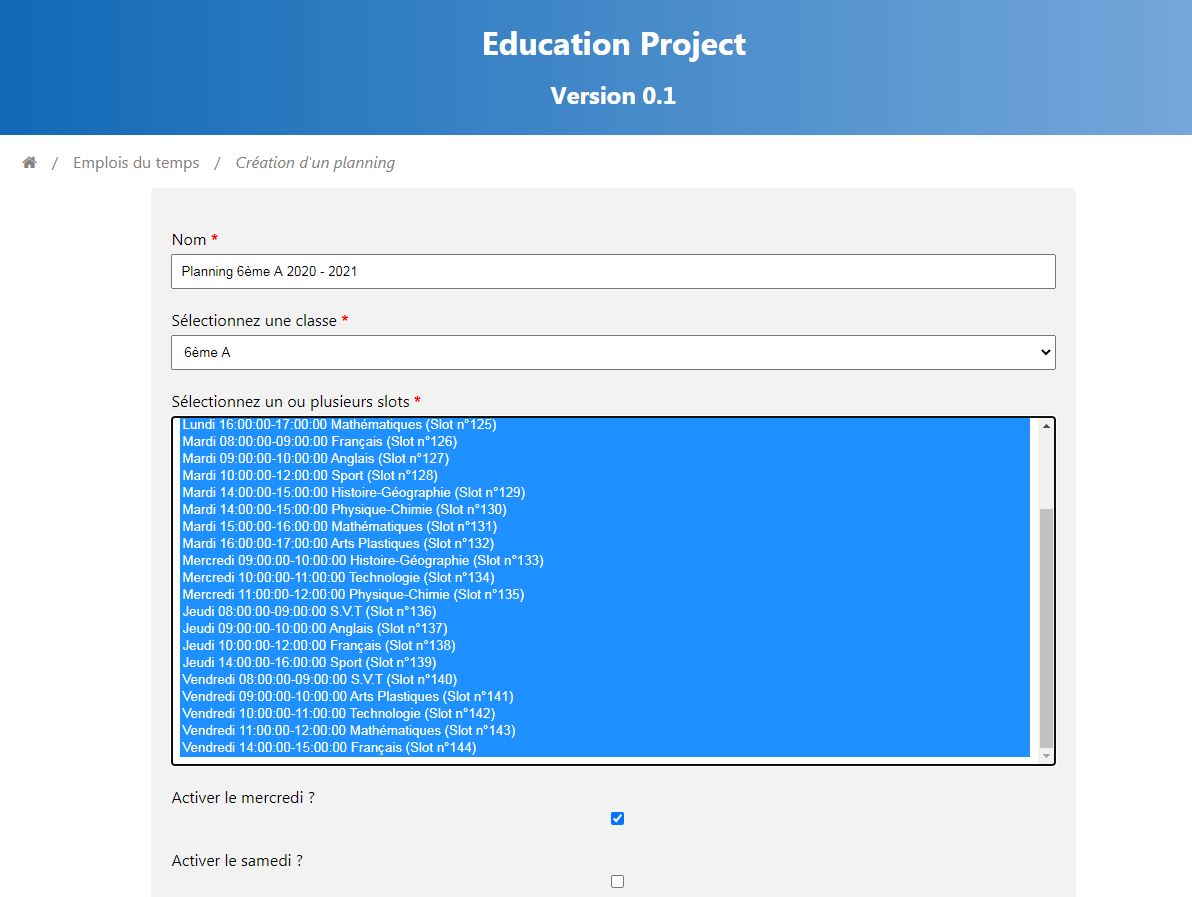 Education Project
Version 0.1
/ Emplois du temps / Création d'un planning
Nom *
Planning 6ème A 2020 - 2021
Sélectionnez une classe *
6ème A
Sélectionnez un ou plusieurs slots *
Lundi 16:00:00-17:00:00 Mathématiques (Slot n°125)
Mardi 08:00:00-09:00:00 Français (Slot n°126)
Mardi 09:00:00-10:00:00 Anglais (Slot n°127)
Mardi 10:00:00-12:00:00 Sport (Slot n°128)
Mardi 14:00:00-15:00:00 Histoire-Géographie (Slot n°129)
Mardi 14:00:00-15:00:00 Physique-Chimie (Slot n°130)
Mardi 15:00:00-16:00:00 Mathématiques (Slot n°131)
Mardi 16:00:00-17:00:00 Arts Plastiques (Slot n°132)
Mercredi 09:00:00-10:00:00 Histoire-Géographie (Slot n°133)
Mercredi 10:00:00-11:00:00 Technologie (Slot n°134)
Mercredi 11:00:00-12:00:00 Physique-Chimie (Slot n°135)
Jeudi 08:00:00-09:00:00 S.V.T (Slot n°136)
Jeudi 09:00:00-10:00:00 Anglais (Slot n°137)
Jeudi 10:00:00-12:00:00 Français (Slot n°138)
Jeudi 14:00:00-16:00:00 Sport (Slot n°139)
Vendredi 08:00:00-09:00:00 S.V.T (Slot n°140)
Vendredi 09:00:00-10:00:00 Arts Plastiques (Slot n°141)
Vendredi 10:00:00-11:00:00 Technologie (Slot n°142)
Vendredi 11:00:00-12:00:00 Mathématiques (Slot n°143)
Vendredi 14:00:00-15:00:00 Français (Slot n°144)
Activer le mercredi ?
Activer le samedi ?